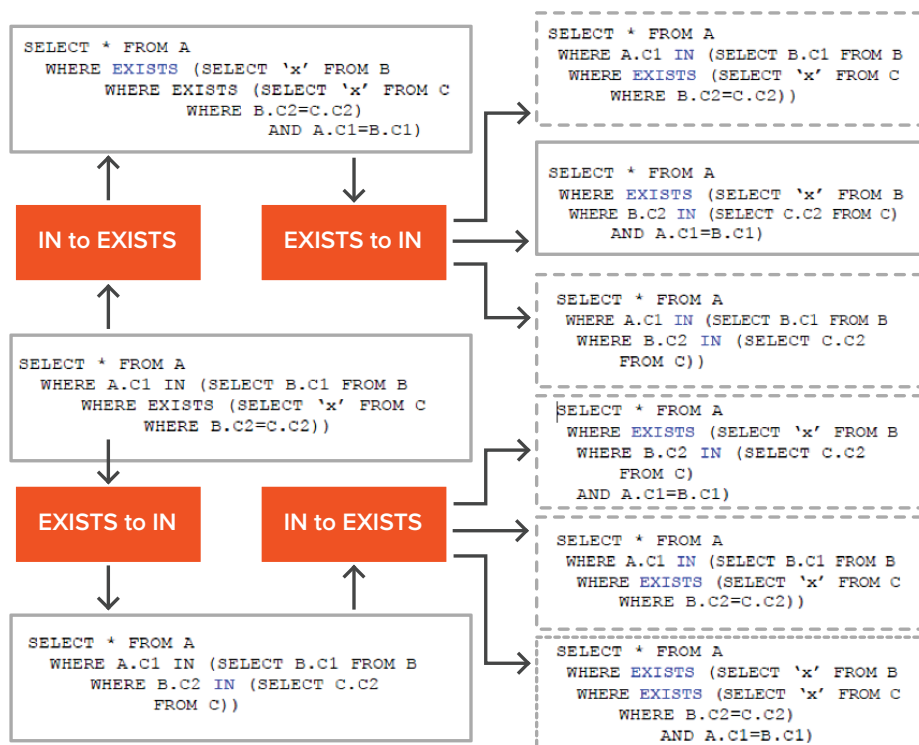 SELECT * FROM A
WHERE EXISTS (SELECT ‘x’ FROM B
WHERE EXISTS (SELECT ‘x’ FROM C
WHERE B.C2=C.C2)
AND A.C1=B.C1)
IN to EXISTS
EXISTS to IN
SELECT * FROM A
WHERE A.C1 IN (SELECT B.C1 FROM B
WHERE EXISTS (SELECT ‘x’ FROM C
WHERE B.C2=C.C2))
EXISTS to IN
IN to EXISTS
SELECT * FROM A
WHERE A.C1 IN (SELECT B.C1 FROM B
WHERE B.C2 IN (SELECT C.C2
FROM C))
SELECT * FROM A
WHERE A.C1 IN (SELECT B.C1 FROM B
WHERE EXISTS (SELECT ‘x’ FROM C
WHERE B.C2=C.C2))
SELECT * FROM A
WHERE EXISTS (SELECT ‘x’ FROM B
WHERE B.C2 IN (SELECT C.C2 FROM C)
AND A.C1=B.C1)
SELECT * FROM A
WHERE A.C1 IN (SELECT B.C1 FROM B
WHERE B.C2 IN (SELECT C.C2
FROM C))
SELECT * FROM A
WHERE EXISTS (SELECT ‘x’ FROM B
WHERE B.C2 IN (SELECT C.C2
FROM C)
AND A.C1=B.C1)
SELECT * FROM A
WHERE A.C1 IN (SELECT B.C1 FROM B
WHERE EXISTS (SELECT ‘x’ FROM C
WHERE B.C2=C.C2))
SELECT * FROM A
WHERE EXISTS (SELECT ‘x’ FROM B
WHERE EXISTS (SELECT ‘x’ FROM C
WHERE B.C2=C.C2)
AND A.C1=B.C1)